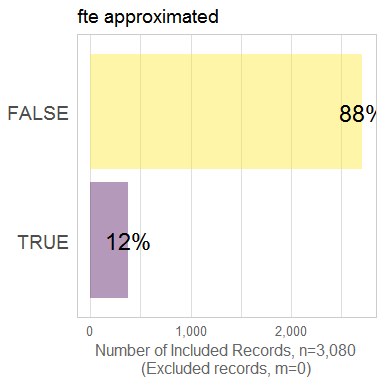 fte approximated
FALSE
88%
TRUE
12%
0
1,000
2,000
Number of Included Records, n=3,080
(Excluded records, m=0)